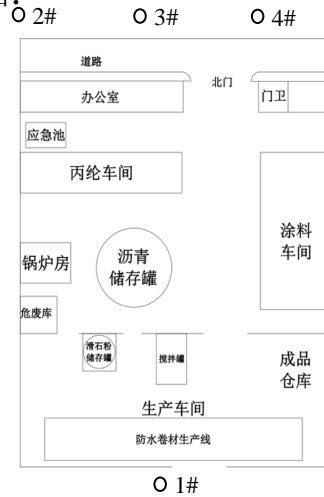 2#
3#
4#
道路
北门
办公室
门卫
应急池
丙纶车间
涂料
车间
沥青
储存罐
锅炉房
危废库
滑石粉
储存罐
搅拌罐
成品
仓库
生产车间
防水卷材生产线
1#